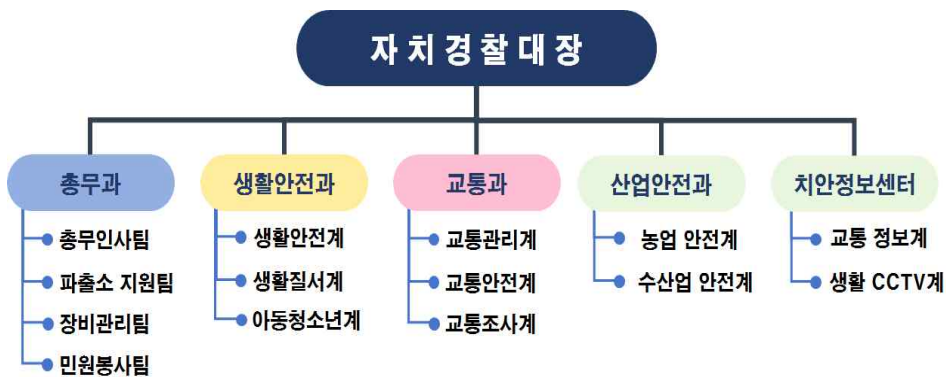 자치경찰대장
총무과
총무인사팀
파출소 지원팀
장비관리팀
민원봉사팀
생활안전과
생활안전계
생활질서계
아동청소년계
교통과
교통관리계
교통안전계
교통조사계
산업안전과
농업 안전계
수산업 안전계
치안정보센터
교통 정보계
생활 CCTV계